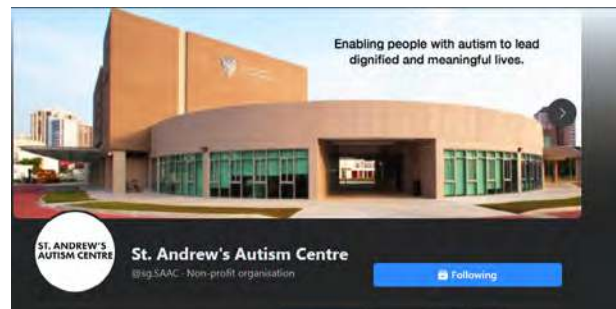 Enabling people with autism to lead
dignified and meaningful lives.
ST. ANDREW'S
AUTISM CENTRE
St. Andrew's Autism Centre
@sg.SAAC · Non-profit organisation
Following